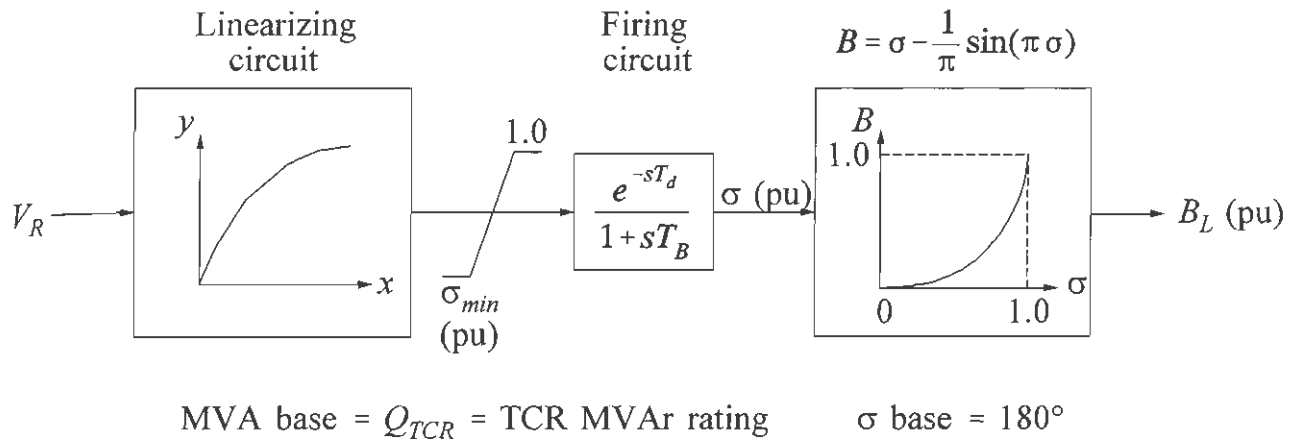 Linearizing
circuit
Firing
circuit
B = σ - 1/π sin(π σ)
y
x
V_R
1.0
σ_min
(pu)
e^{-sT_d}
1 + sT_B
σ (pu)
B
1.0
0
1.0
σ
B_L (pu)
MVA base = Q_TCR = TCR MVAr rating
σ base = 180°